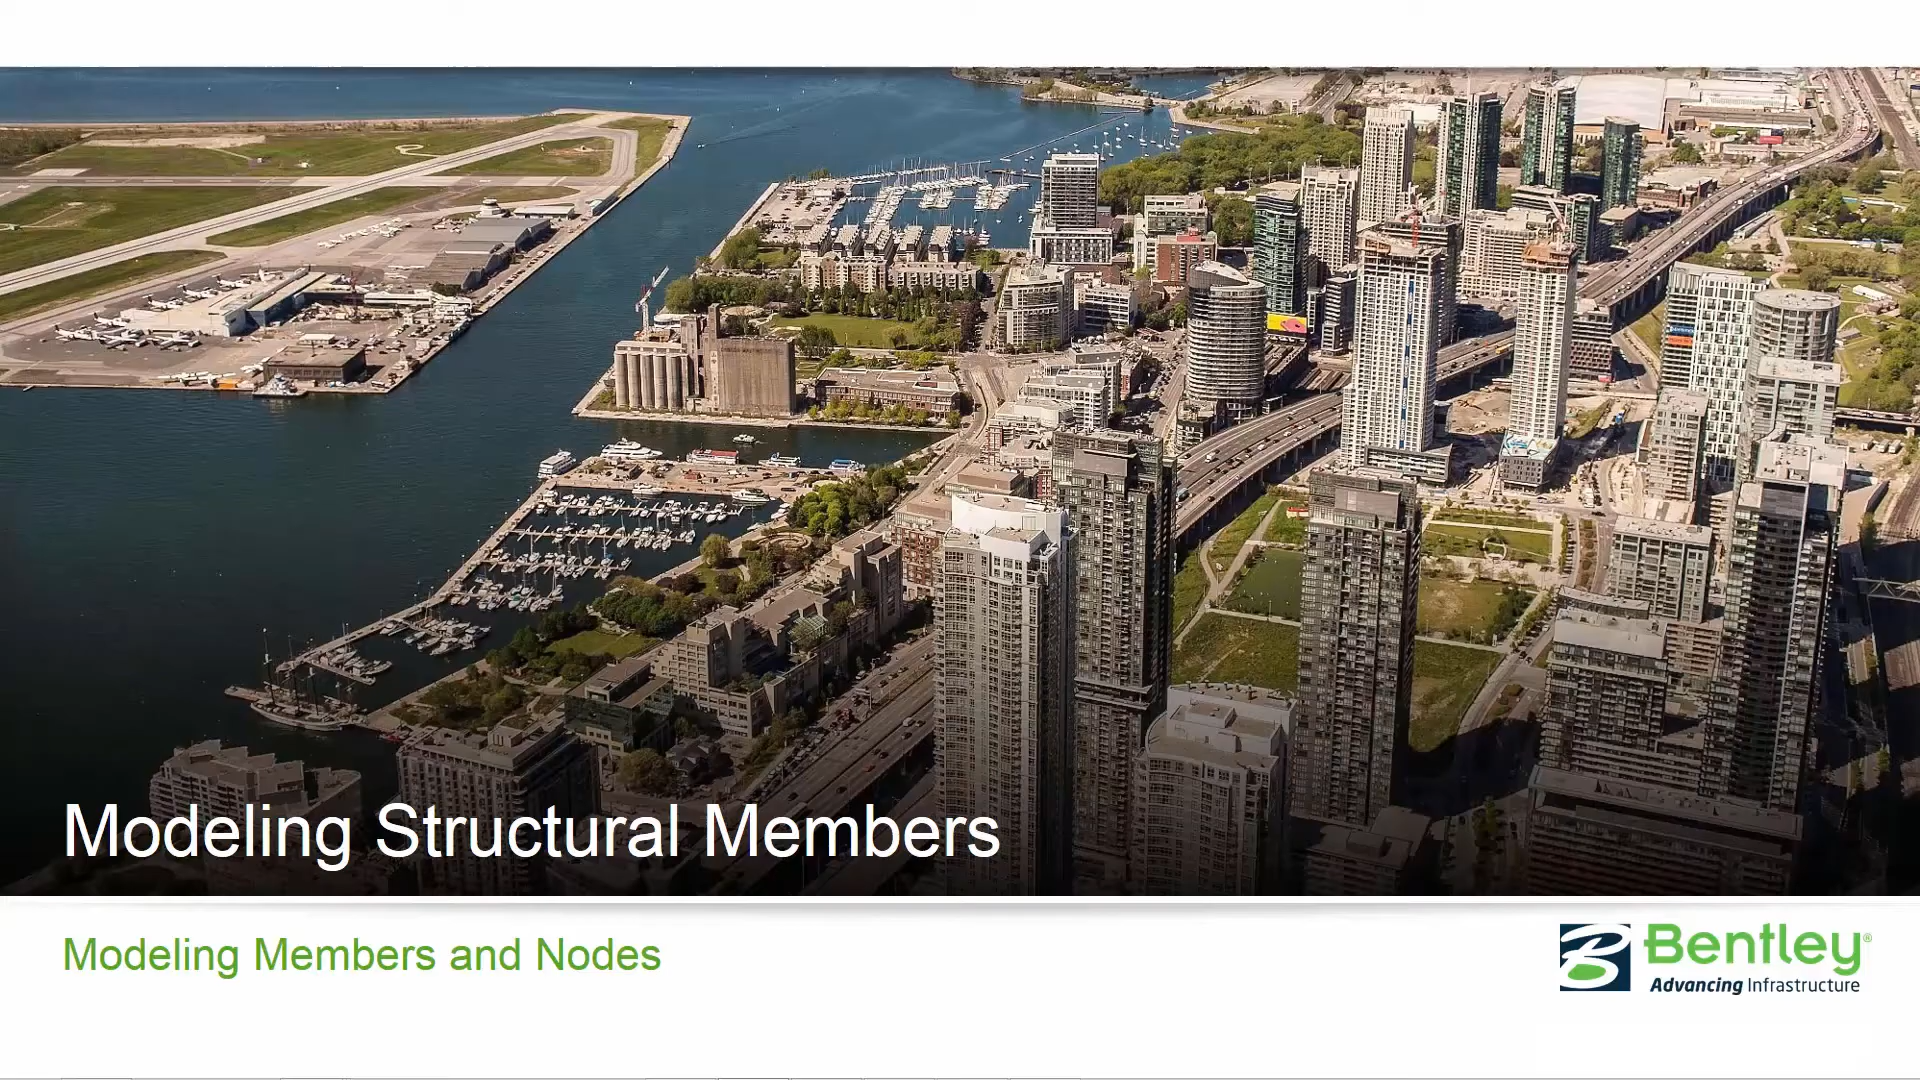 Modeling Structural Members
Modeling Members and Nodes
Bentley®
Advancing Infrastructure